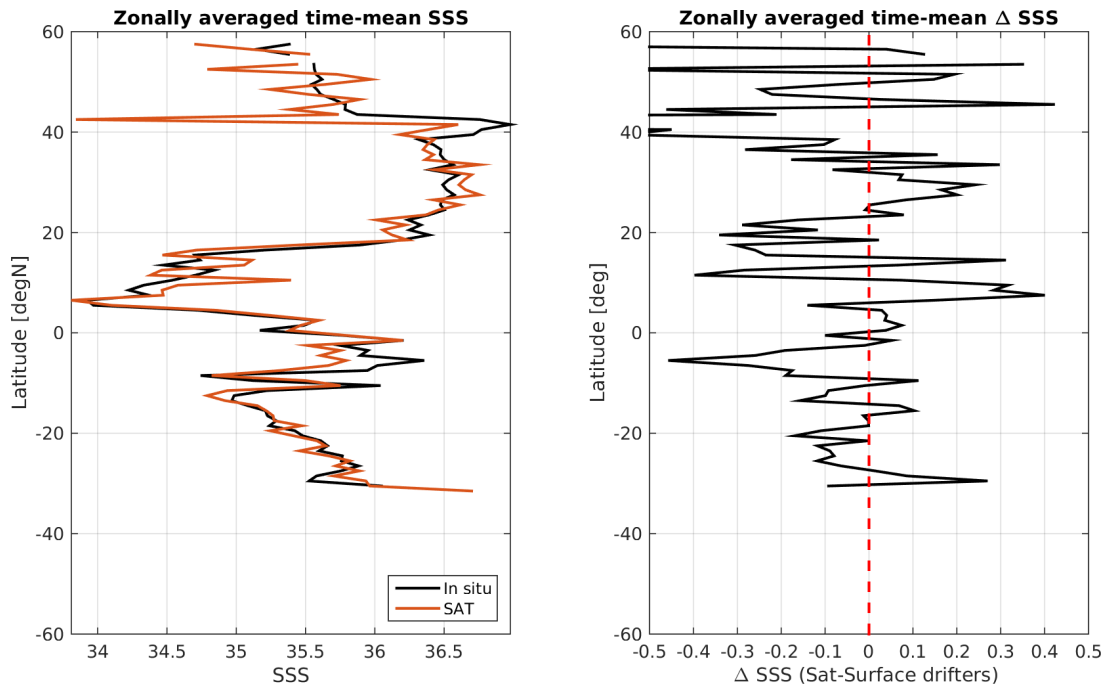 Zonally averaged time-mean SSS
60
40
20
0
-20
-40
-60
Latitude [degN]
34
34.5
35
35.5
36
36.5
SSS
In situ
SAT
Zonally averaged time-mean Δ SSS
60
40
20
0
-20
-40
-60
Latitude [deg]
-0.5 -0.4 -0.3 -0.2 -0.1 0 0.1 0.2 0.3 0.4 0.5
Δ SSS (Sat-Surface drifters)